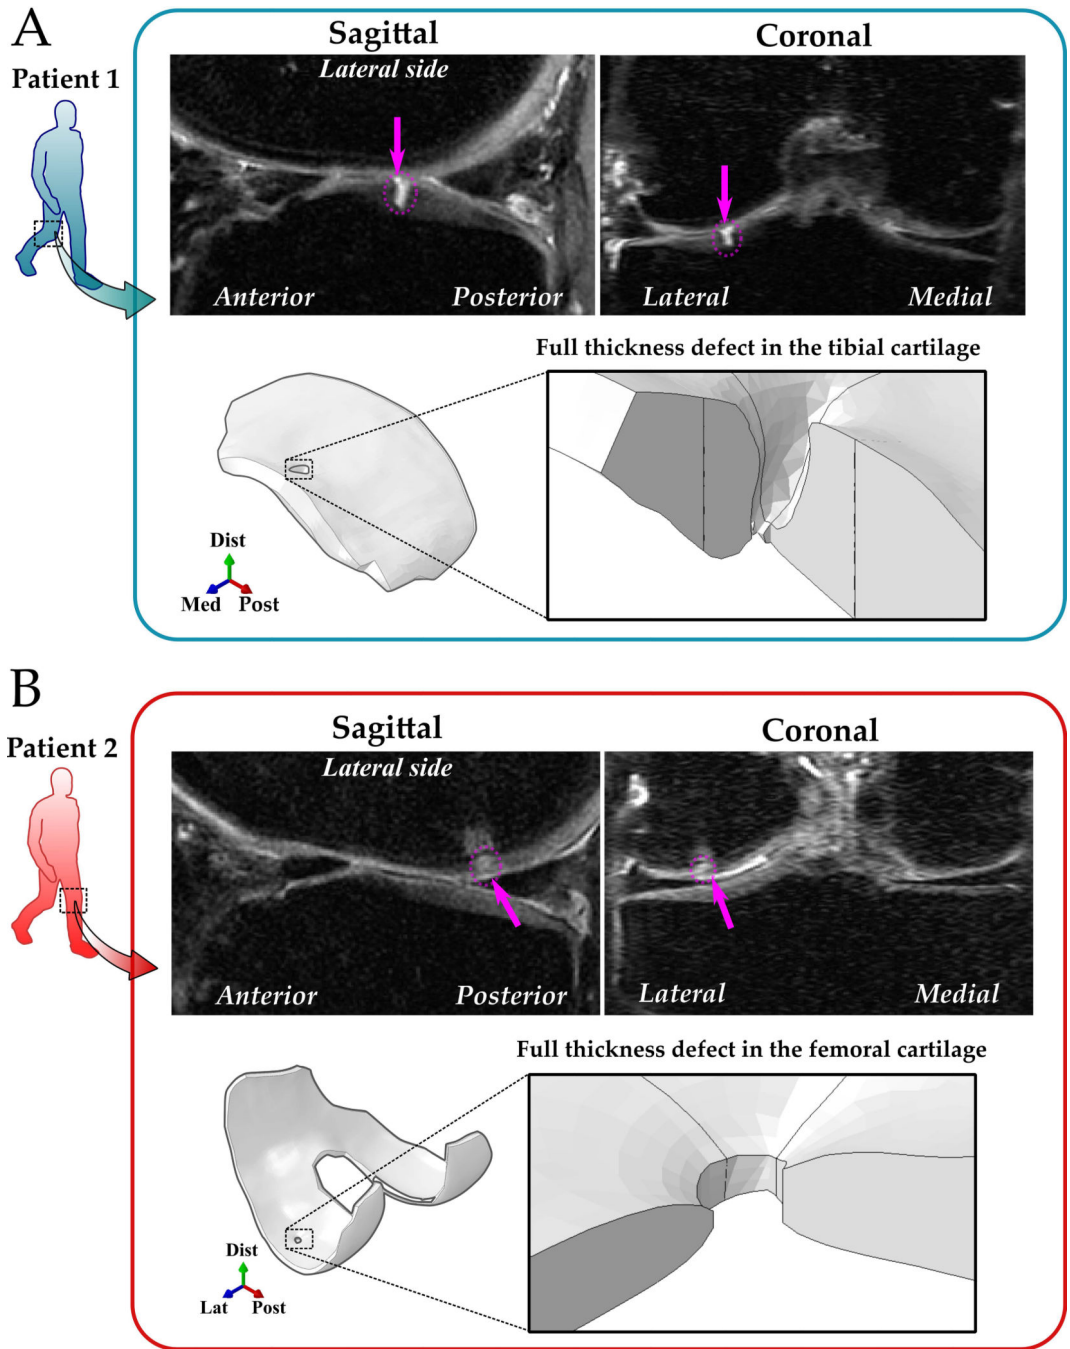 A
Patient 1
Sagittal
Lateral side
Coronal
Anterior
Posterior
Lateral
Medial
Full thickness defect in the tibial cartilage
Dist
Med
Post
B
Patient 2
Sagittal
Lateral side
Coronal
Anterior
Posterior
Lateral
Medial
Full thickness defect in the femoral cartilage
Dist
Lat
Post